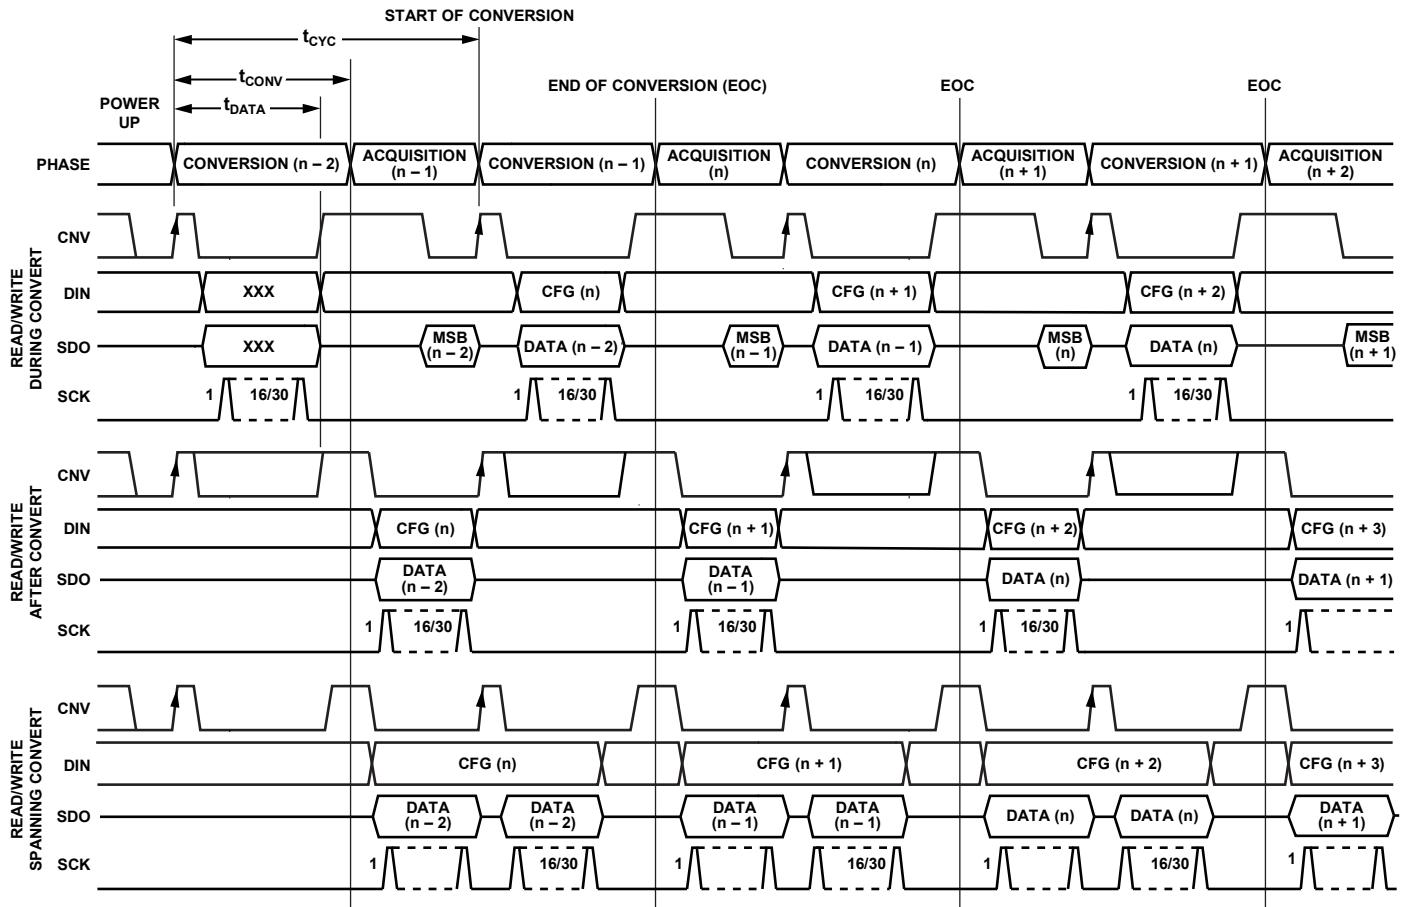 START OF CONVERSION
tCYC
tCONV
END OF CONVERSION (EOC)
EOC
EOC
POWER
UP
tDATA
PHASE
CONVERSION (n – 2)
ACQUISITION
(n – 1)
CONVERSION (n – 1)
ACQUISITION
(n)
CONVERSION (n)
ACQUISITION
(n + 1)
CONVERSION (n + 1)
ACQUISITION
(n + 2)
READ/WRITE
DURING CONVERT
CNV
DIN
XXX
CFG (n)
CFG (n + 1)
CFG (n + 2)
SDO
XXX
MSB
(n – 2)
DATA (n – 2)
MSB
(n – 1)
DATA (n – 1)
MSB
(n)
DATA (n)
MSB
(n + 1)
SCK
1
16/30
1
16/30
1
16/30
1
16/30
READ/WRITE
AFTER CONVERT
CNV
DIN
CFG (n)
CFG (n + 1)
CFG (n + 2)
CFG (n + 3)
SDO
DATA
(n – 2)
DATA
(n – 1)
DATA (n)
DATA (n + 1)
SCK
1
16/30
1
16/30
1
16/30
1
READ/WRITE
SPANNING CONVERT
CNV
DIN
CFG (n)
CFG (n + 1)
CFG (n + 2)
CFG (n + 3)
SDO
DATA
(n – 2)
DATA
(n – 2)
DATA
(n – 1)
DATA
(n – 1)
DATA (n)
DATA (n)
DATA
(n + 1)
SCK
1
16/30
1
16/30
1
16/30
1